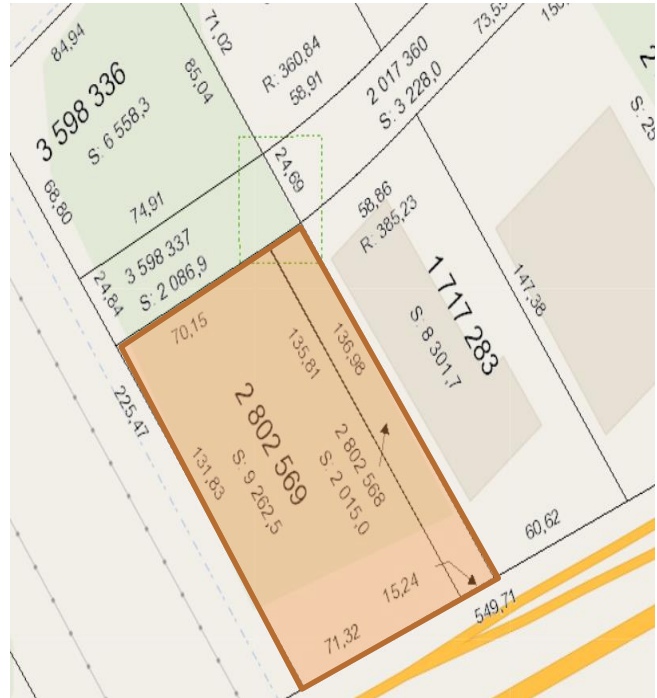 84,94
71,02
73,55
3 598 336
S: 6 558,3
85,04
R: 360,84
58,91
2 017 360
S: 3 228,0
68,80
74,91
24,69
58,86
R: 385,23
3 598 337
S: 2 086,9
24,84
1 717 283
S: 8 301,7
147,38
70,15
135,81
136,98
225,47
131,83
2 802 569
S: 9 262,5
2 802 568
S: 2 015,0
60,62
15,24
549,71
71,32